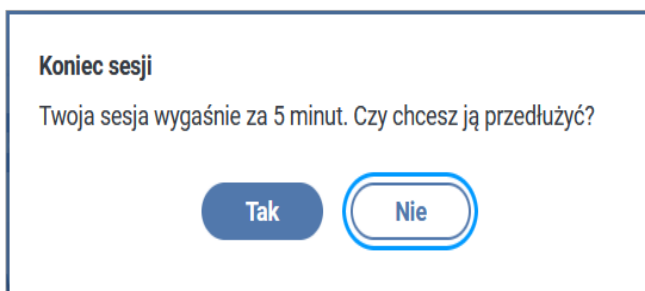 Koniec sesji
Twoja sesja wygaśnie za 5 minut. Czy chcesz ją przedłużyć?
Tak
Nie